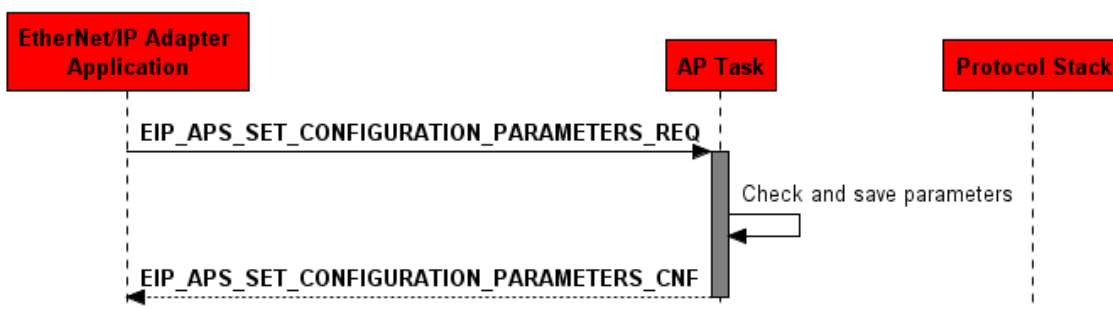 EtherNet/IP Adapter
Application
AP Task
Protocol Stack
EIP_APS_SET_CONFIGURATION_PARAMETERS_REQ
Check and save parameters
EIP_APS_SET_CONFIGURATION_PARAMETERS_CNF